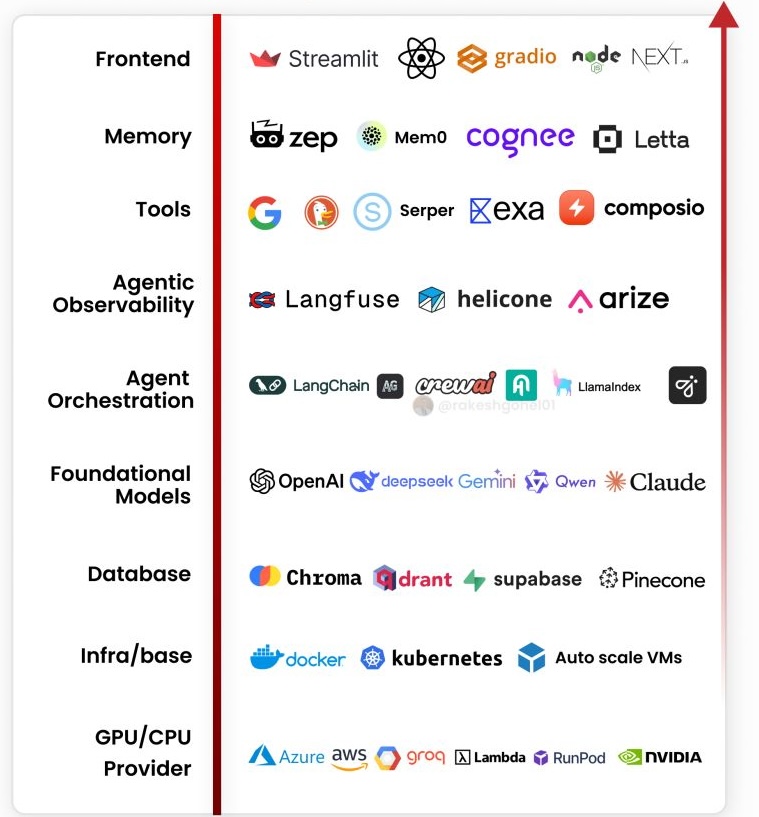 Frontend
Streamlit gradio node JS NEXT.JS
Memory
zep Mem0 cognee Letta
Tools
G S Serper exa composio
Agentic
Observability
Langfuse helicone arize
Agent
Orchestration
LangChain AG crewai LlamaIndex
@rakeshgohel01
Foundational
Models
OpenAI deepseek Gemini Qwen Claude
Database
Chroma qdrant supabase Pinecone
Infra/base
docker kubernetes Auto scale VMs
GPU/CPU
Provider
Azure aws groq λ Lambda RunPod NVIDIA